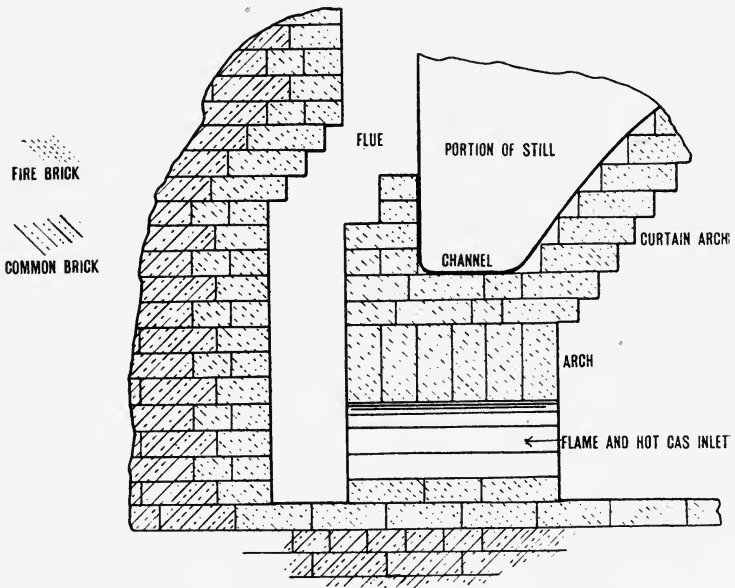 FLUE
PORTION OF STILL
FIRE BRICK
CURTAIN ARCH
COMMON BRICK
CHANNEL
ARCH
FLAME AND HOT GAS INLET